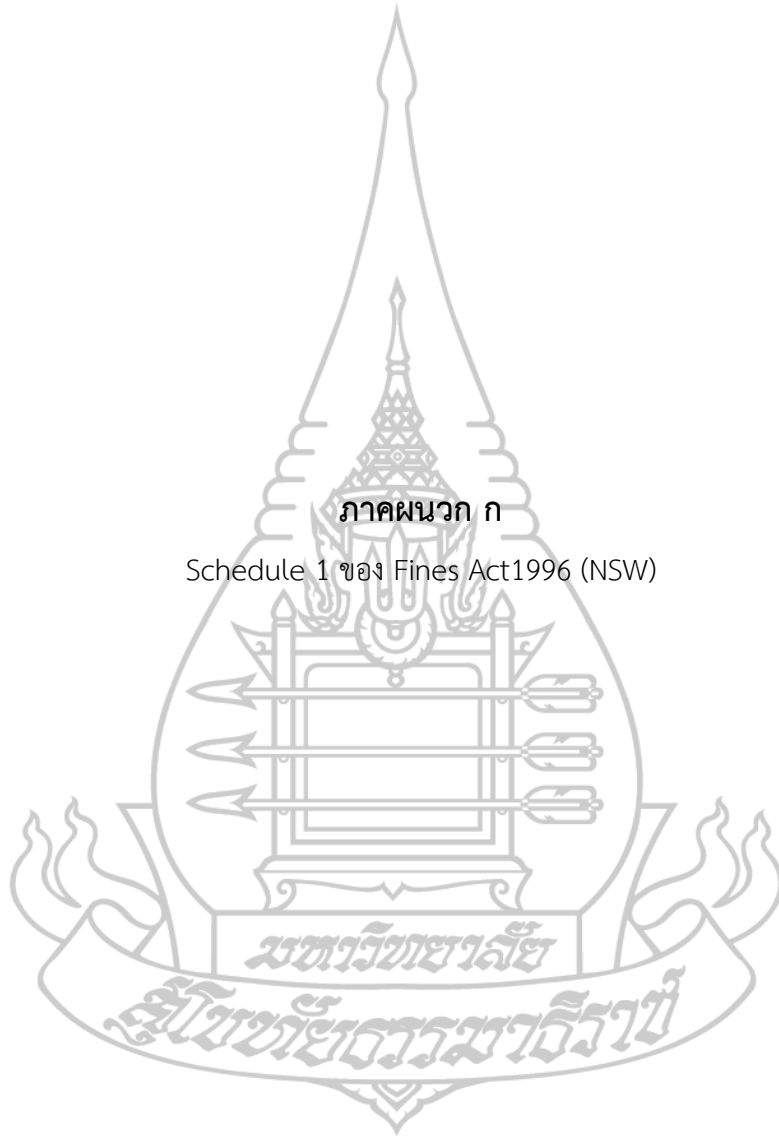 ภาคผนวก ก
Schedule 1 ของ Fines Act1996 (NSW)
มหาวิทยาลัย
สุโขทัยธรรมาธิราช